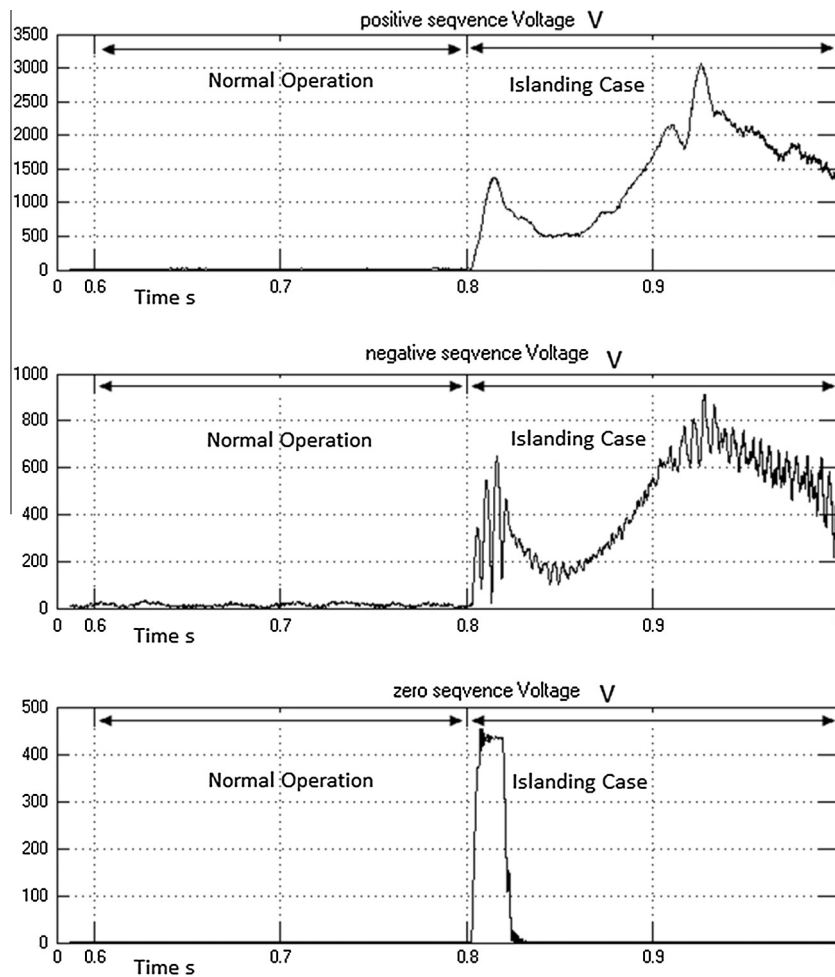 positive seqvence Voltage V
3500
3000
2500
2000
1500
1000
500
0
Normal Operation
Islanding Case
0 0.6 0.7 0.8 0.9
Time s
negative seqvence Voltage V
1000
800
600
400
200
0
Normal Operation
Islanding Case
0 0.6 0.7 0.8 0.9
Time s
zero seqvence Voltage V
500
400
300
200
100
0
Normal Operation
Islanding Case
0 0.6 0.7 0.8 0.9
Time s